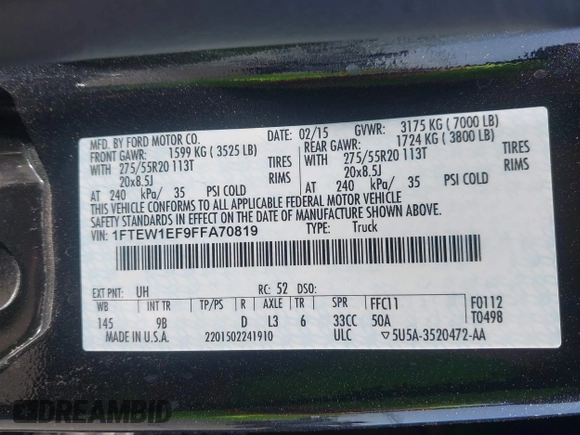 MFD. BY FORD MOTOR CO. DATE: 02/15 GVWR: 3175 KG ( 7000 LB)
FRONT GAWR: 1599 KG ( 3525 LB) REAR GAWR: 1724 KG ( 3800 LB)
WITH 275/55R20 113T TIRES WITH 275/55R20 113T TIRES
20x8.5J RIMS 20x8.5J RIMS
AT 240 kPa/ 35 PSI COLD AT 240 kPa/ 35 PSI COLD
THIS VEHICLE CONFORMS TO ALL APPLICABLE FEDERAL MOTOR VEHICLE
SAFETY STANDARDS IN EFFECT ON THE DATE OF MANUFACTURE SHOWN ABOVE.
VIN: 1FTEW1EF9FFA70819 TYPE: Truck
EXT PNT: UH RC: 52 DSO:
WB INT TR TP/PS R AXLE TR SPR FFC11 F0112
145 9B D L3 6 33CC 50A T0498
MADE IN U.S.A. 2201502241910 ULC ▽5U5A-3520472-AA
DREAMBID